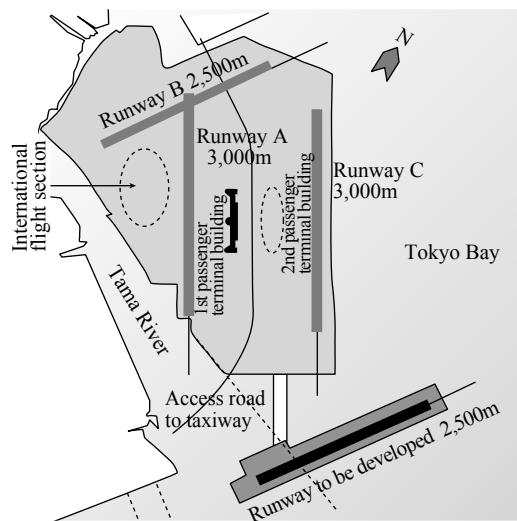 N
Runway B 2,500m
Runway A
3,000m
Runway C
3,000m
International
flight section
1st passenger
terminal building
2nd passenger
terminal building
Tokyo Bay
Tama River
Access road
to taxiway
Runway to be developed 2,500m